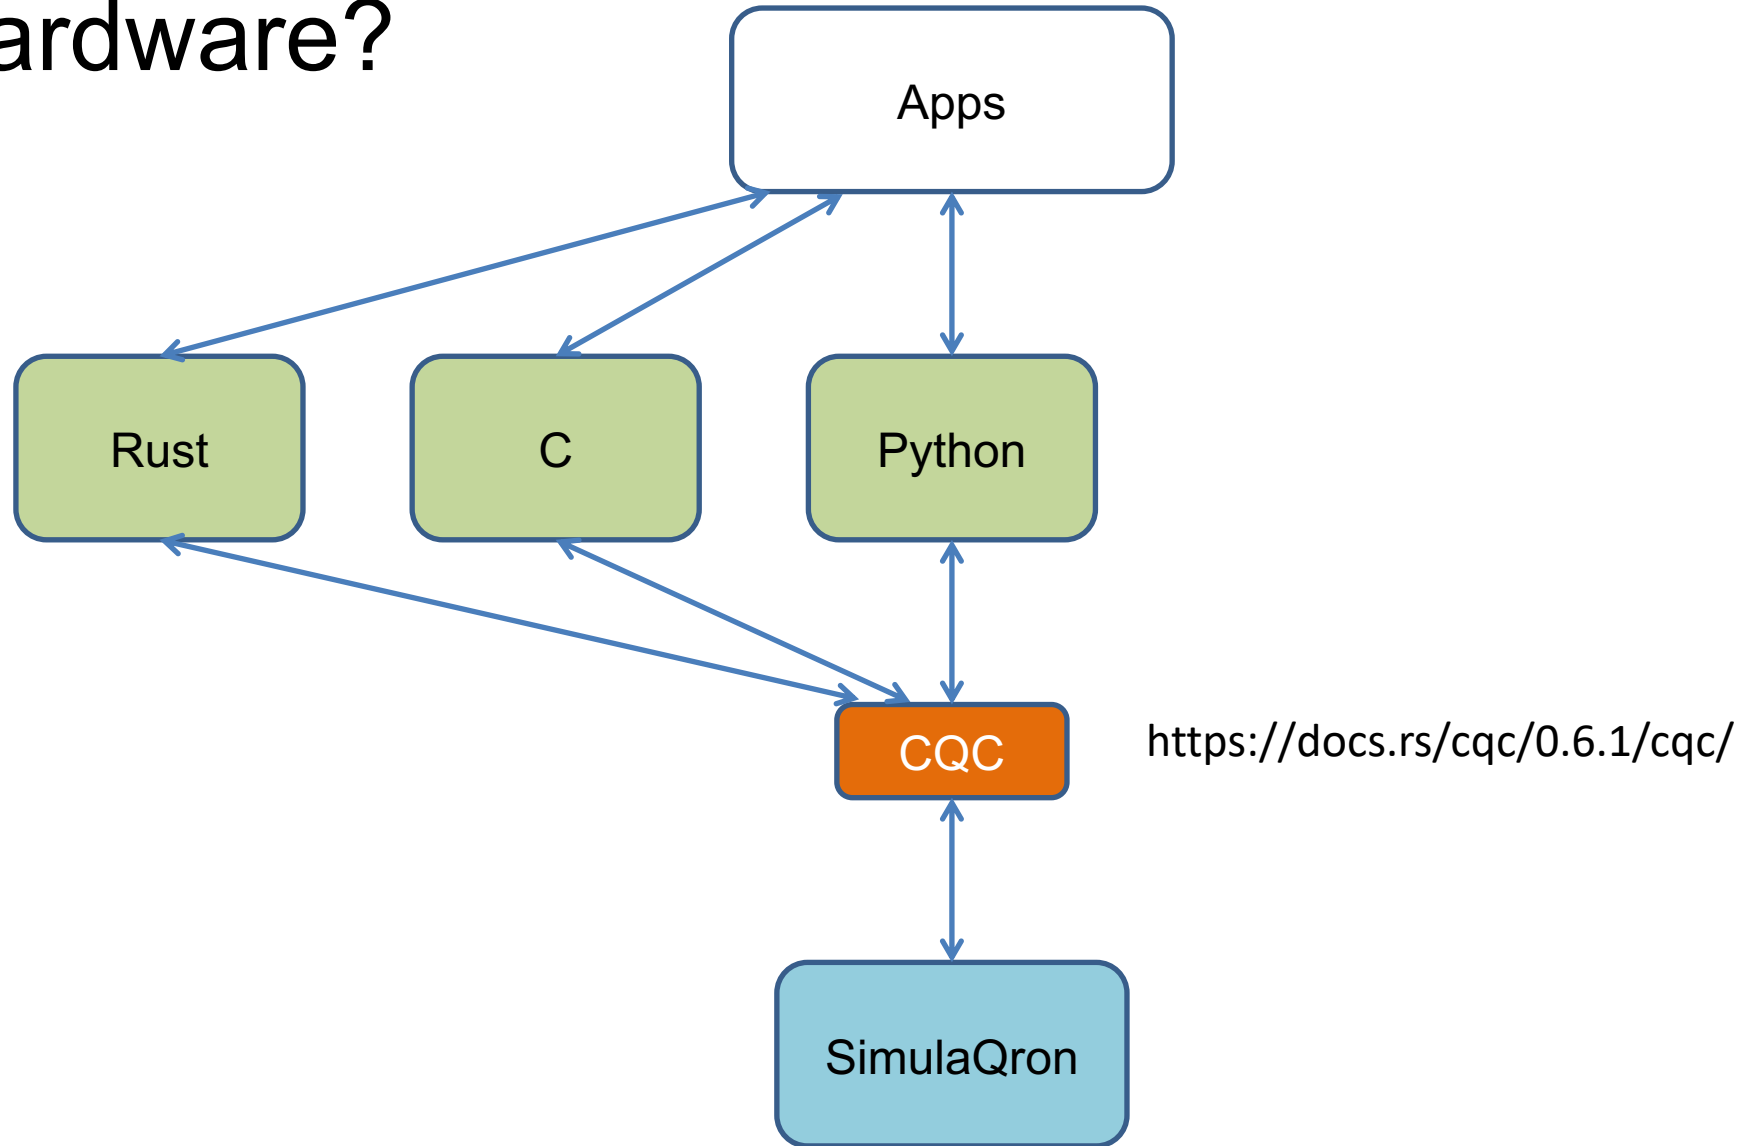 ardware?
Apps
Rust
C
Python
CQC
https://docs.rs/cqc/0.6.1/cqc/
SimulaQron